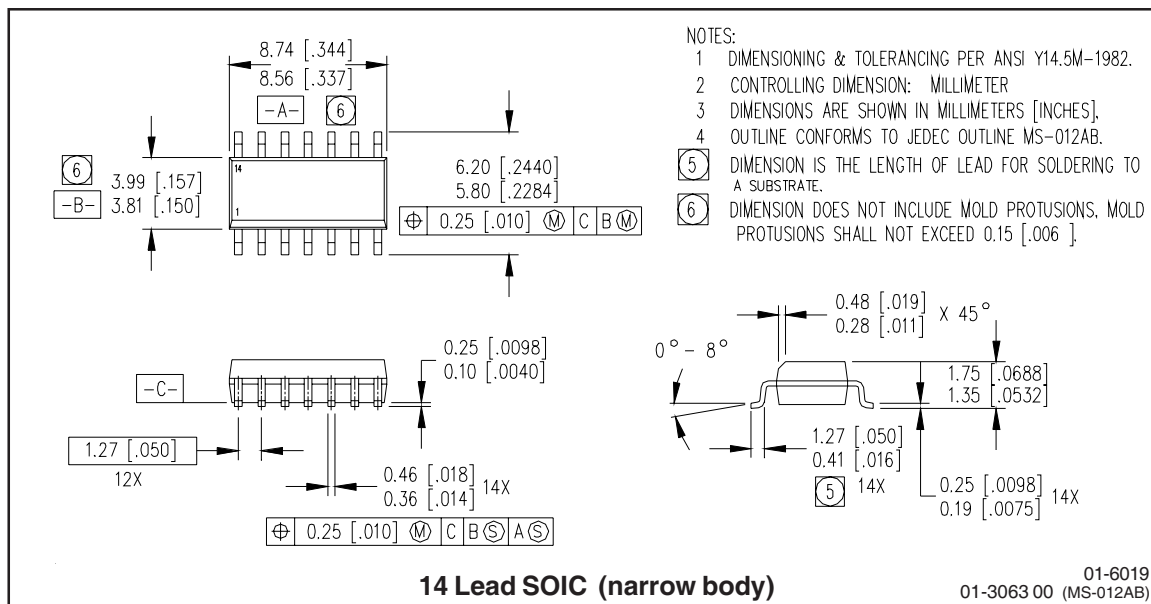 8.74 [.344]
8.56 [.337]
-A- 6
6
3.99 [.157]
3.81 [.150]
-B-
14
1
6.20 [.2440]
5.80 [.2284]
⌖ 0.25 [.010] Ⓜ C B Ⓜ
NOTES:
1 DIMENSIONING & TOLERANCING PER ANSI Y14.5M-1982.
2 CONTROLLING DIMENSION: MILLIMETER
3 DIMENSIONS ARE SHOWN IN MILLIMETERS [INCHES].
4 OUTLINE CONFORMS TO JEDEC OUTLINE MS-012AB.
5 DIMENSION IS THE LENGTH OF LEAD FOR SOLDERING TO
A SUBSTRATE.
6 DIMENSION DOES NOT INCLUDE MOLD PROTUSIONS, MOLD
PROTUSIONS SHALL NOT EXCEED 0.15 [.006 ].
-C-
0.25 [.0098]
0.10 [.0040]
1.27 [.050]
12X
0.46 [.018]
0.36 [.014] 14X
⌖ 0.25 [.010] Ⓜ C B Ⓢ A Ⓢ
0.48 [.019]
0.28 [.011] X 45°
0° - 8°
1.75 [.0688]
1.35 [.0532]
1.27 [.050]
0.41 [.016]
5 14X
0.25 [.0098]
0.19 [.0075] 14X
14 Lead SOIC (narrow body)
01-6019
01-3063 00 (MS-012AB)